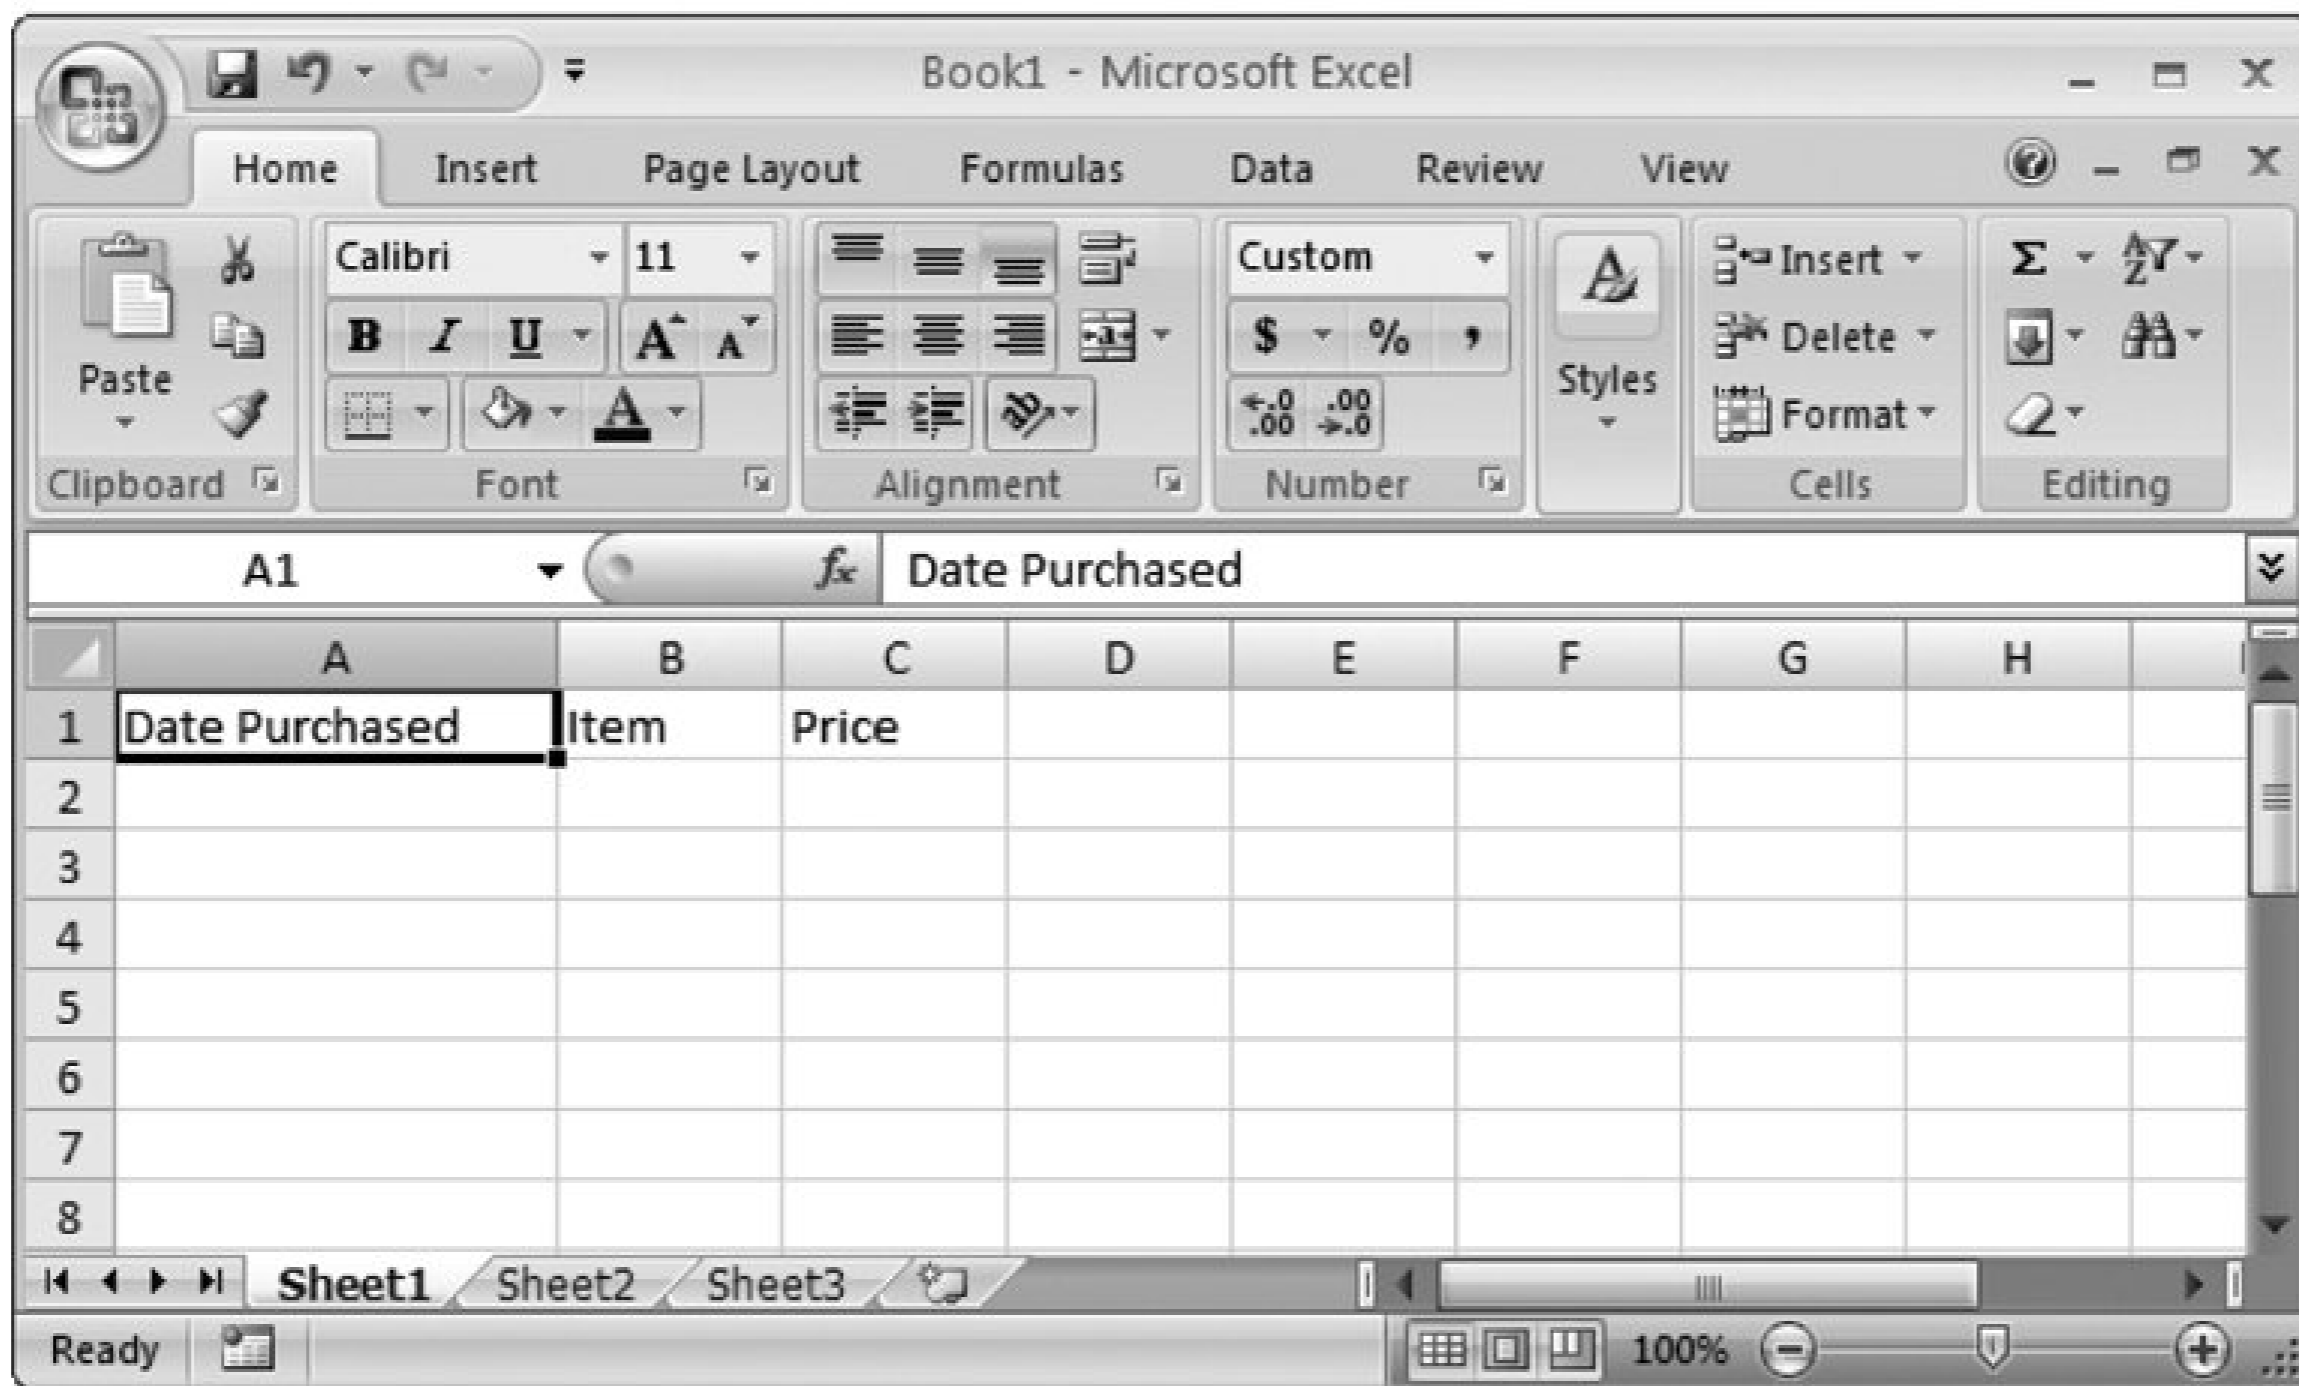 Book1 - Microsoft Excel
Home Insert Page Layout Formulas Data Review View
Calibri 11 Custom Insert
B I U A A $ % , Delete
Paste Styles Format
Clipboard Font Alignment Number Cells Editing
A1 fx Date Purchased
A B C D E F G H
1 Date Purchased Item Price
2
3
4
5
6
7
8
Sheet1 Sheet2 Sheet3
Ready 100%